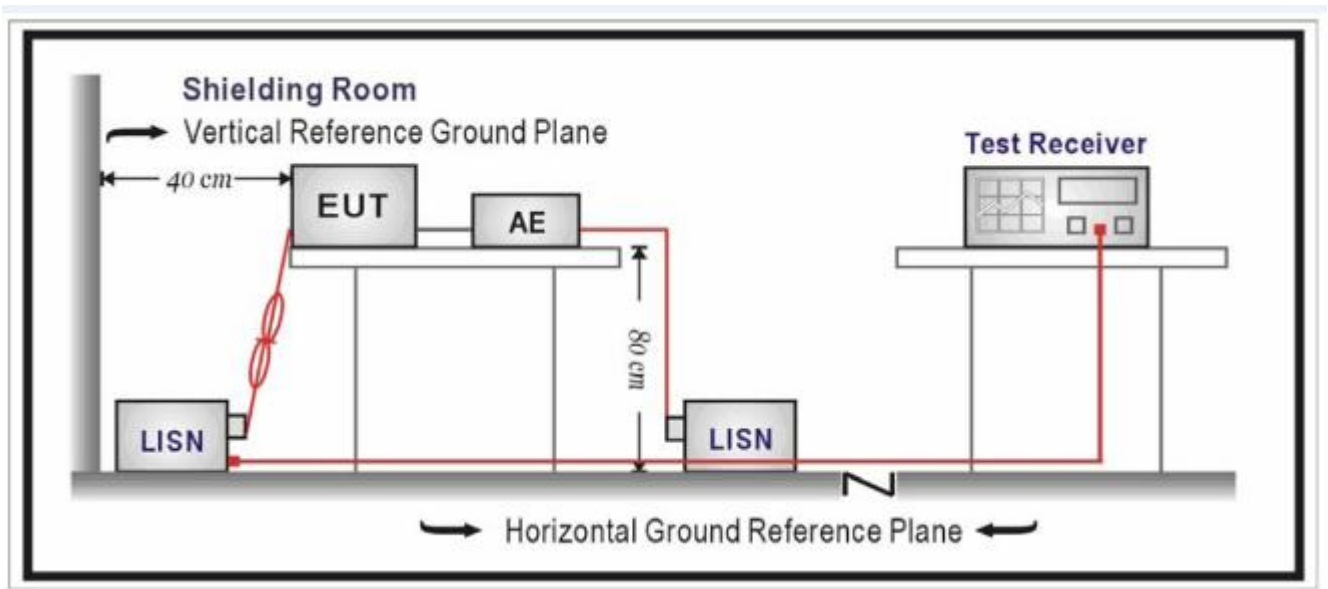 Shielding Room
Vertical Reference Ground Plane
Test Receiver
40 cm
EUT
AE
80 cm
LISN
LISN
Horizontal Ground Reference Plane